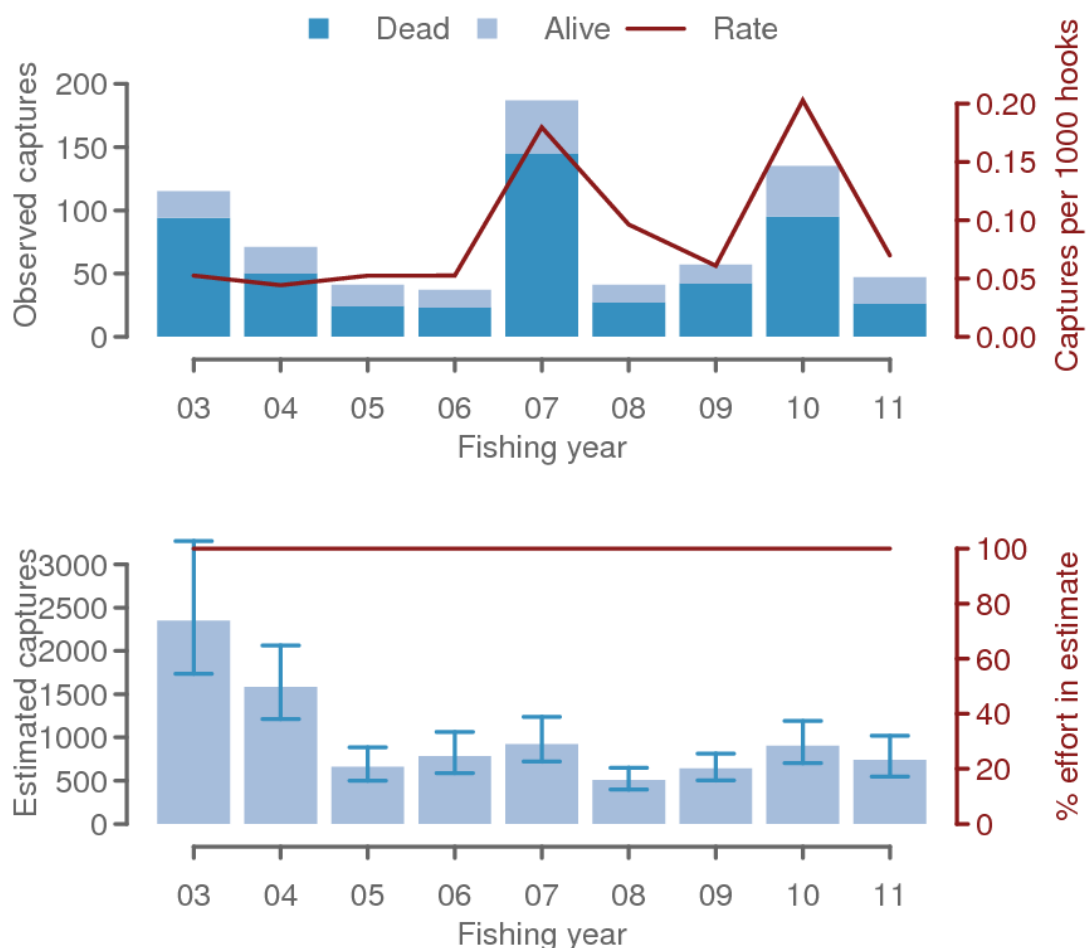 Dead Alive Rate
Observed captures
200
150
100
50
0
0.20
0.15
0.10
0.05
0.00
Captures per 1000 hooks
03 04 05 06 07 08 09 10 11
Fishing year
Estimated captures
3000
2500
2000
1500
1000
500
0
100
80
60
40
20
0
% effort in estimate
03 04 05 06 07 08 09 10 11
Fishing year